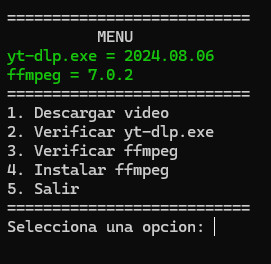 ===========================
MENU
yt-dlp.exe = 2024.08.06
ffmpeg = 7.0.2
===========================
1. Descargar video
2. Verificar yt-dlp.exe
3. Verificar ffmpeg
4. Instalar ffmpeg
5. Salir
===========================
Selecciona una opcion: